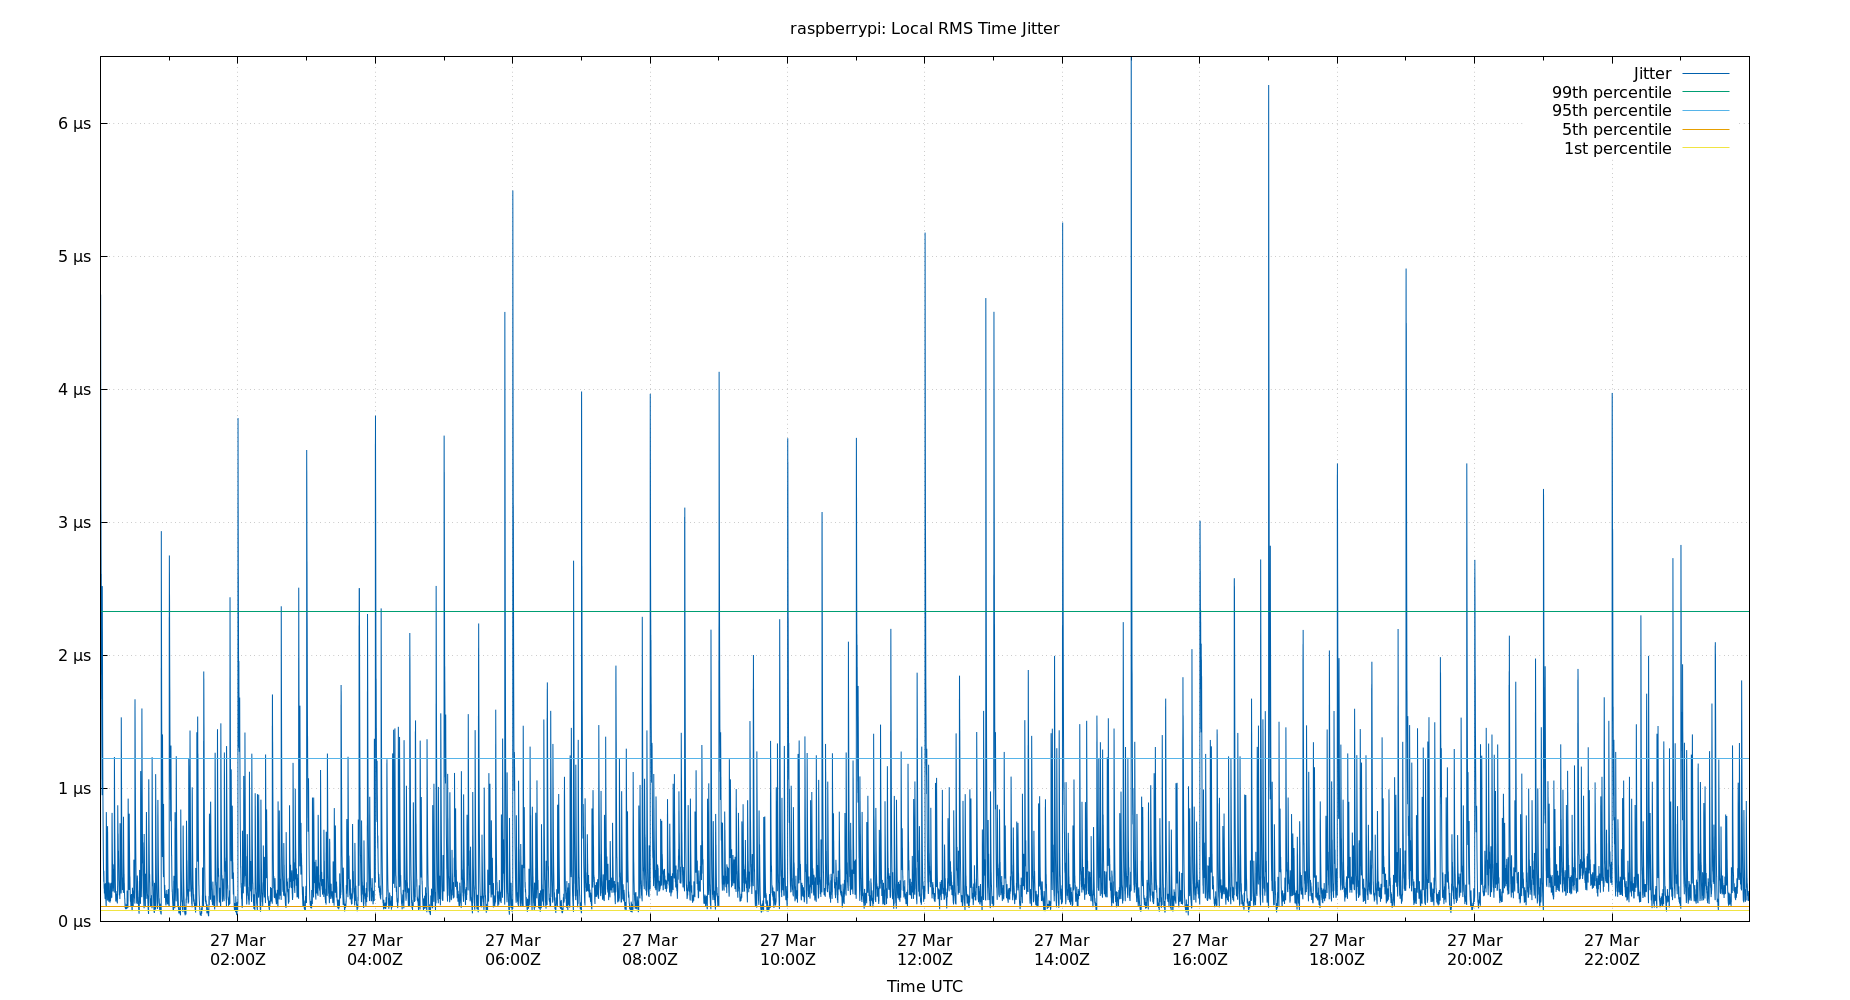 raspberrypi: Local RMS Time Jitter
Jitter
99th percentile
95th percentile
5th percentile
1st percentile
6 µs
5 µs
4 µs
3 µs
2 µs
1 µs
0 µs
27 Mar 27 Mar 27 Mar 27 Mar 27 Mar 27 Mar 27 Mar 27 Mar 27 Mar 27 Mar 27 Mar
02:00Z 04:00Z 06:00Z 08:00Z 10:00Z 12:00Z 14:00Z 16:00Z 18:00Z 20:00Z 22:00Z
Time UTC